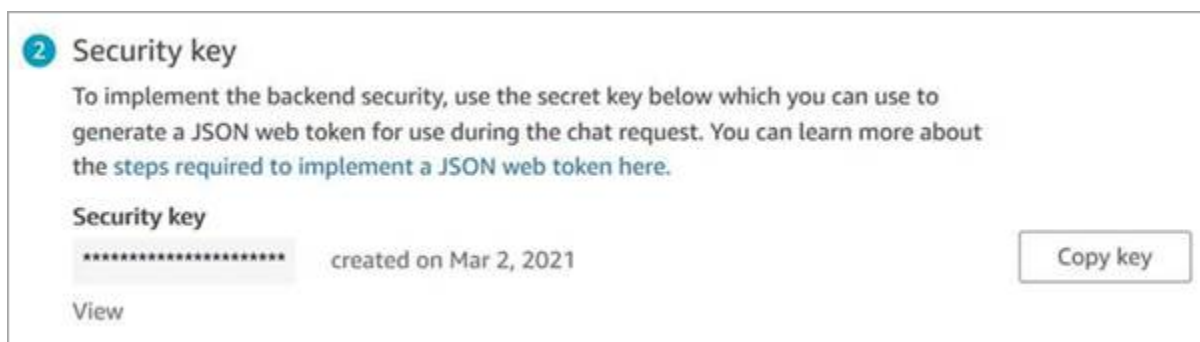 2 Security key
To implement the backend security, use the secret key below which you can use to
generate a JSON web token for use during the chat request. You can learn more about
the steps required to implement a JSON web token here.
Security key
********************** created on Mar 2, 2021 Copy key
View